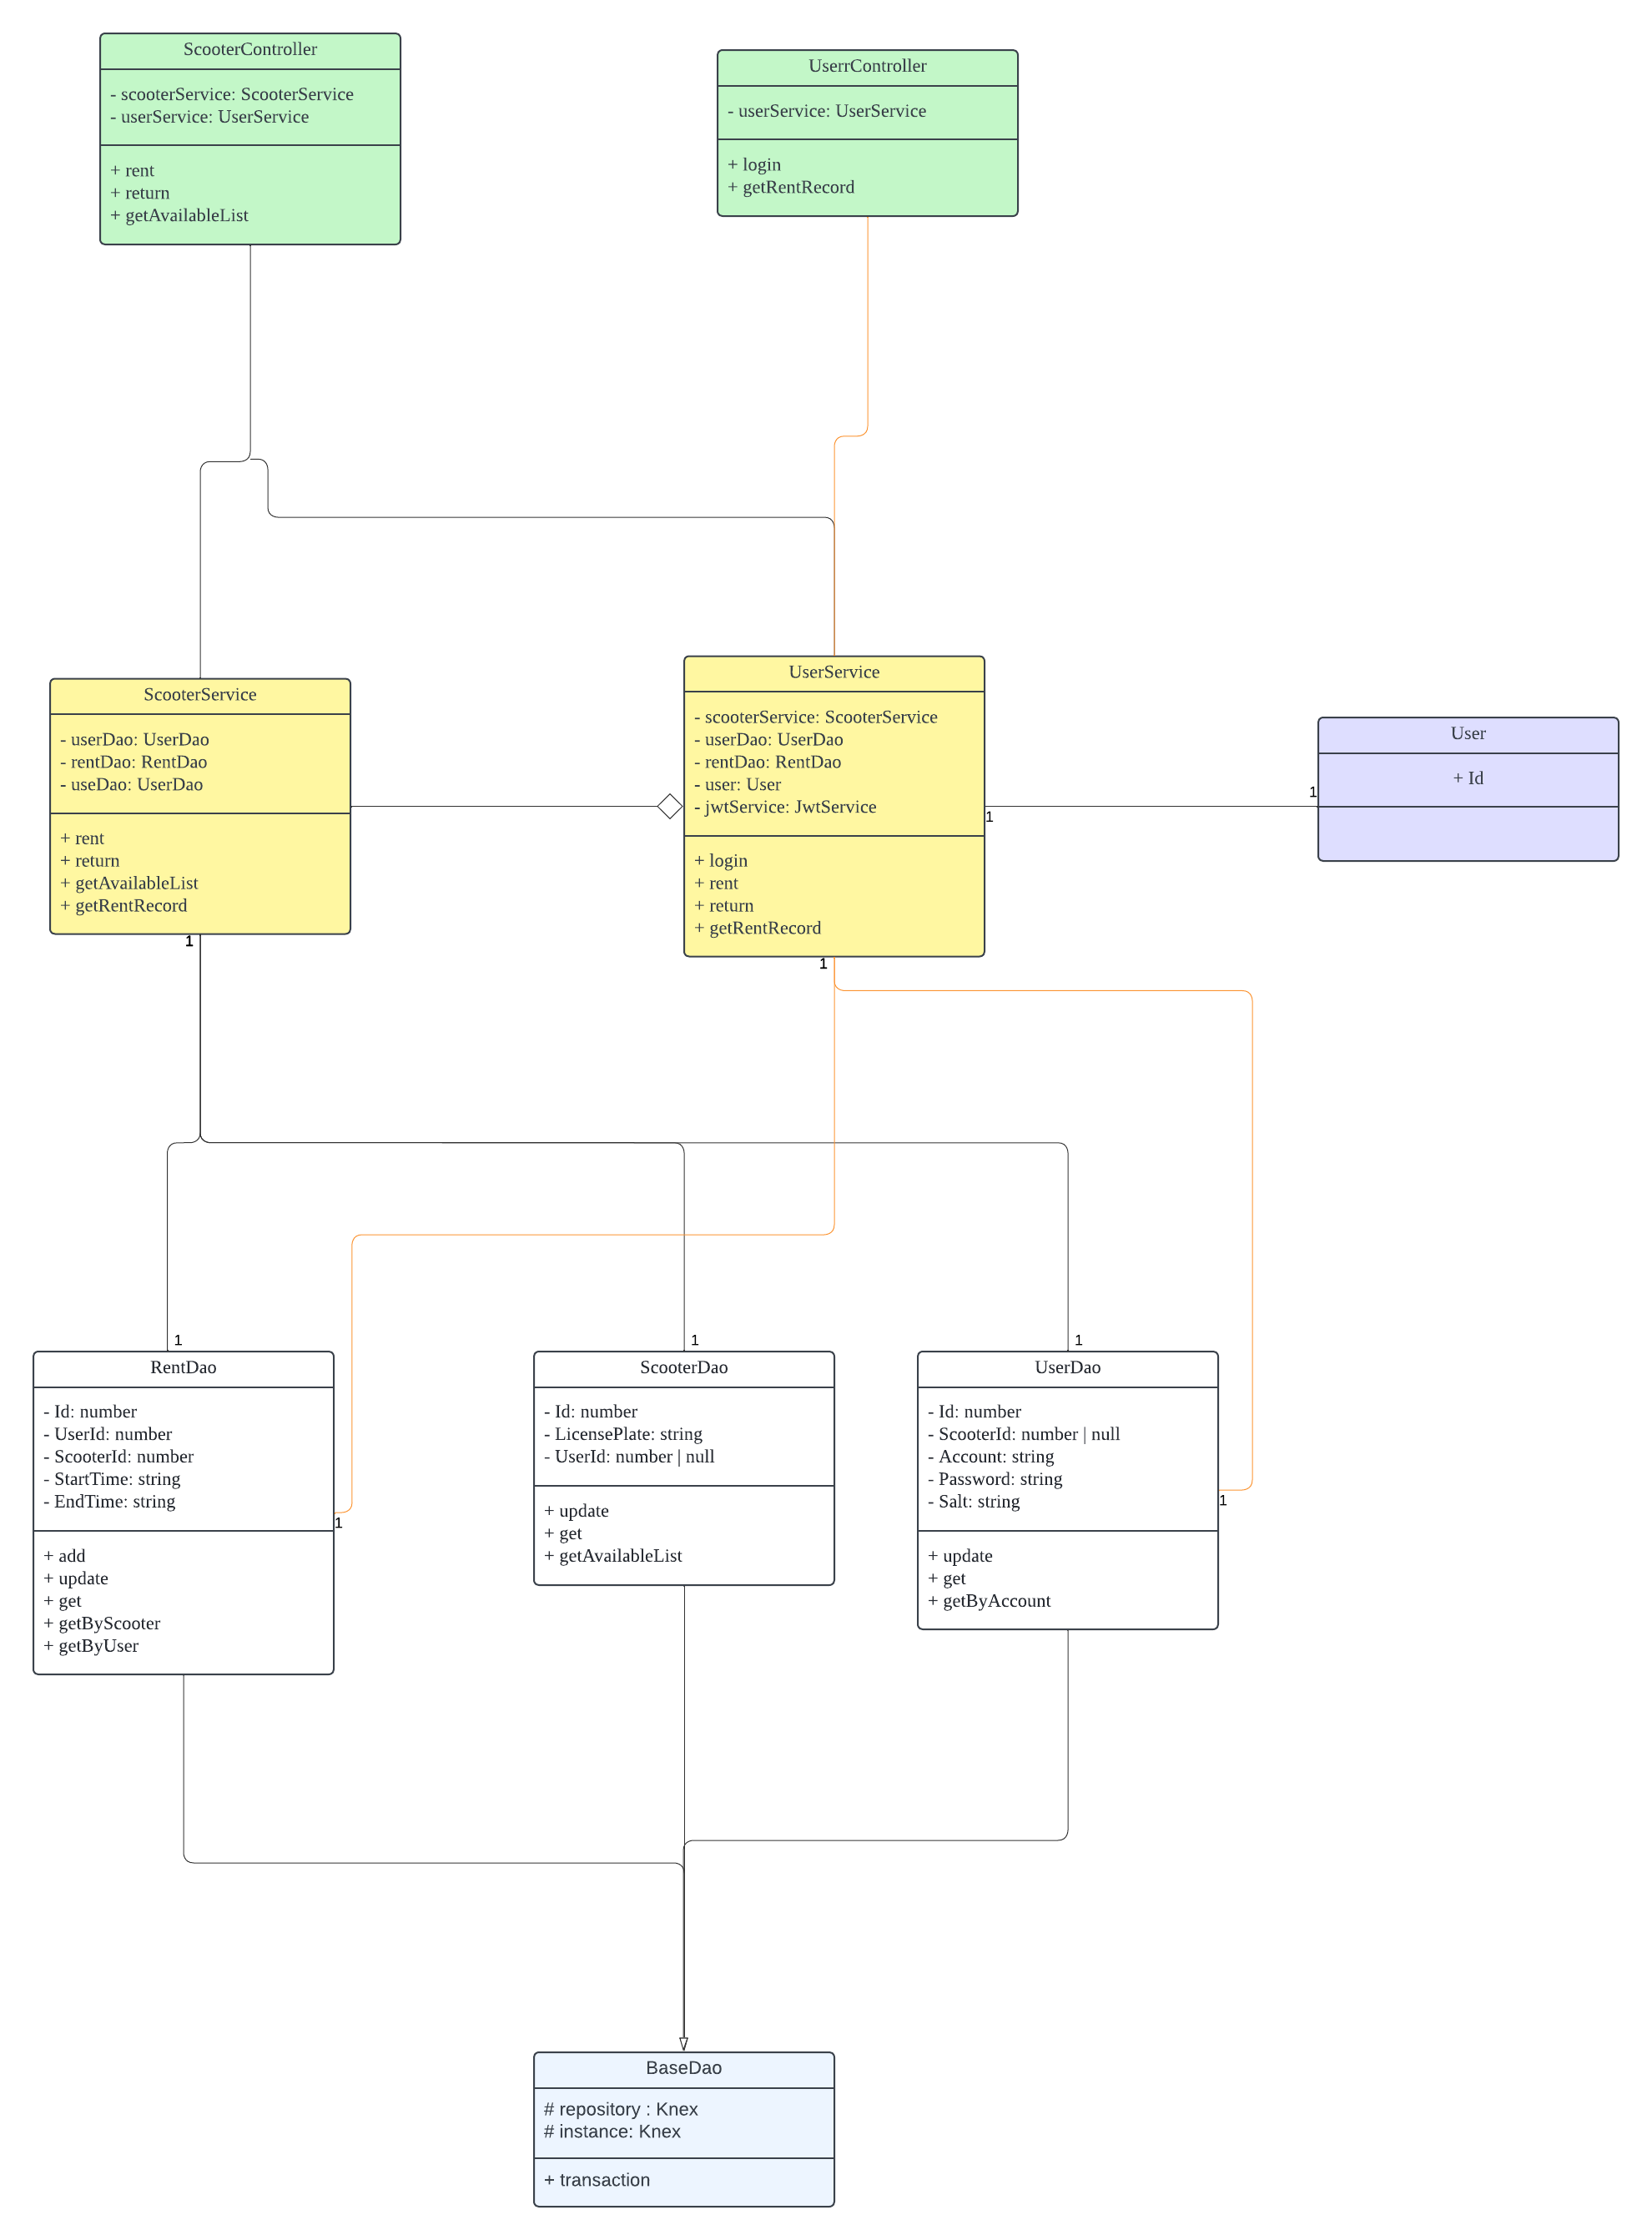 ScooterController
- scooterService: ScooterService
- userService: UserService
+ rent
+ return
+ getAvailableList
UserrController
- userService: UserService
+ login
+ getRentRecord
ScooterService
- userDao: UserDao
- rentDao: RentDao
- useDao: UserDao
+ rent
+ return
+ getAvailableList
+ getRentRecord
1
UserService
- scooterService: ScooterService
- userDao: UserDao
- rentDao: RentDao
- user: User
- jwtService: JwtService
+ login
+ rent
+ return
+ getRentRecord
1
1
1
User
+ Id
1
RentDao
- Id: number
- UserId: number
- ScooterId: number
- StartTime: string
- EndTime: string
+ add
+ update
+ get
+ getByScooter
+ getByUser
1
1
ScooterDao
- Id: number
- LicensePlate: string
- UserId: number | null
+ update
+ get
+ getAvailableList
1
UserDao
- Id: number
- ScooterId: number | null
- Account: string
- Password: string
- Salt: string
+ update
+ get
+ getByAccount
1
BaseDao
# repository : Knex
# instance: Knex
+ transaction